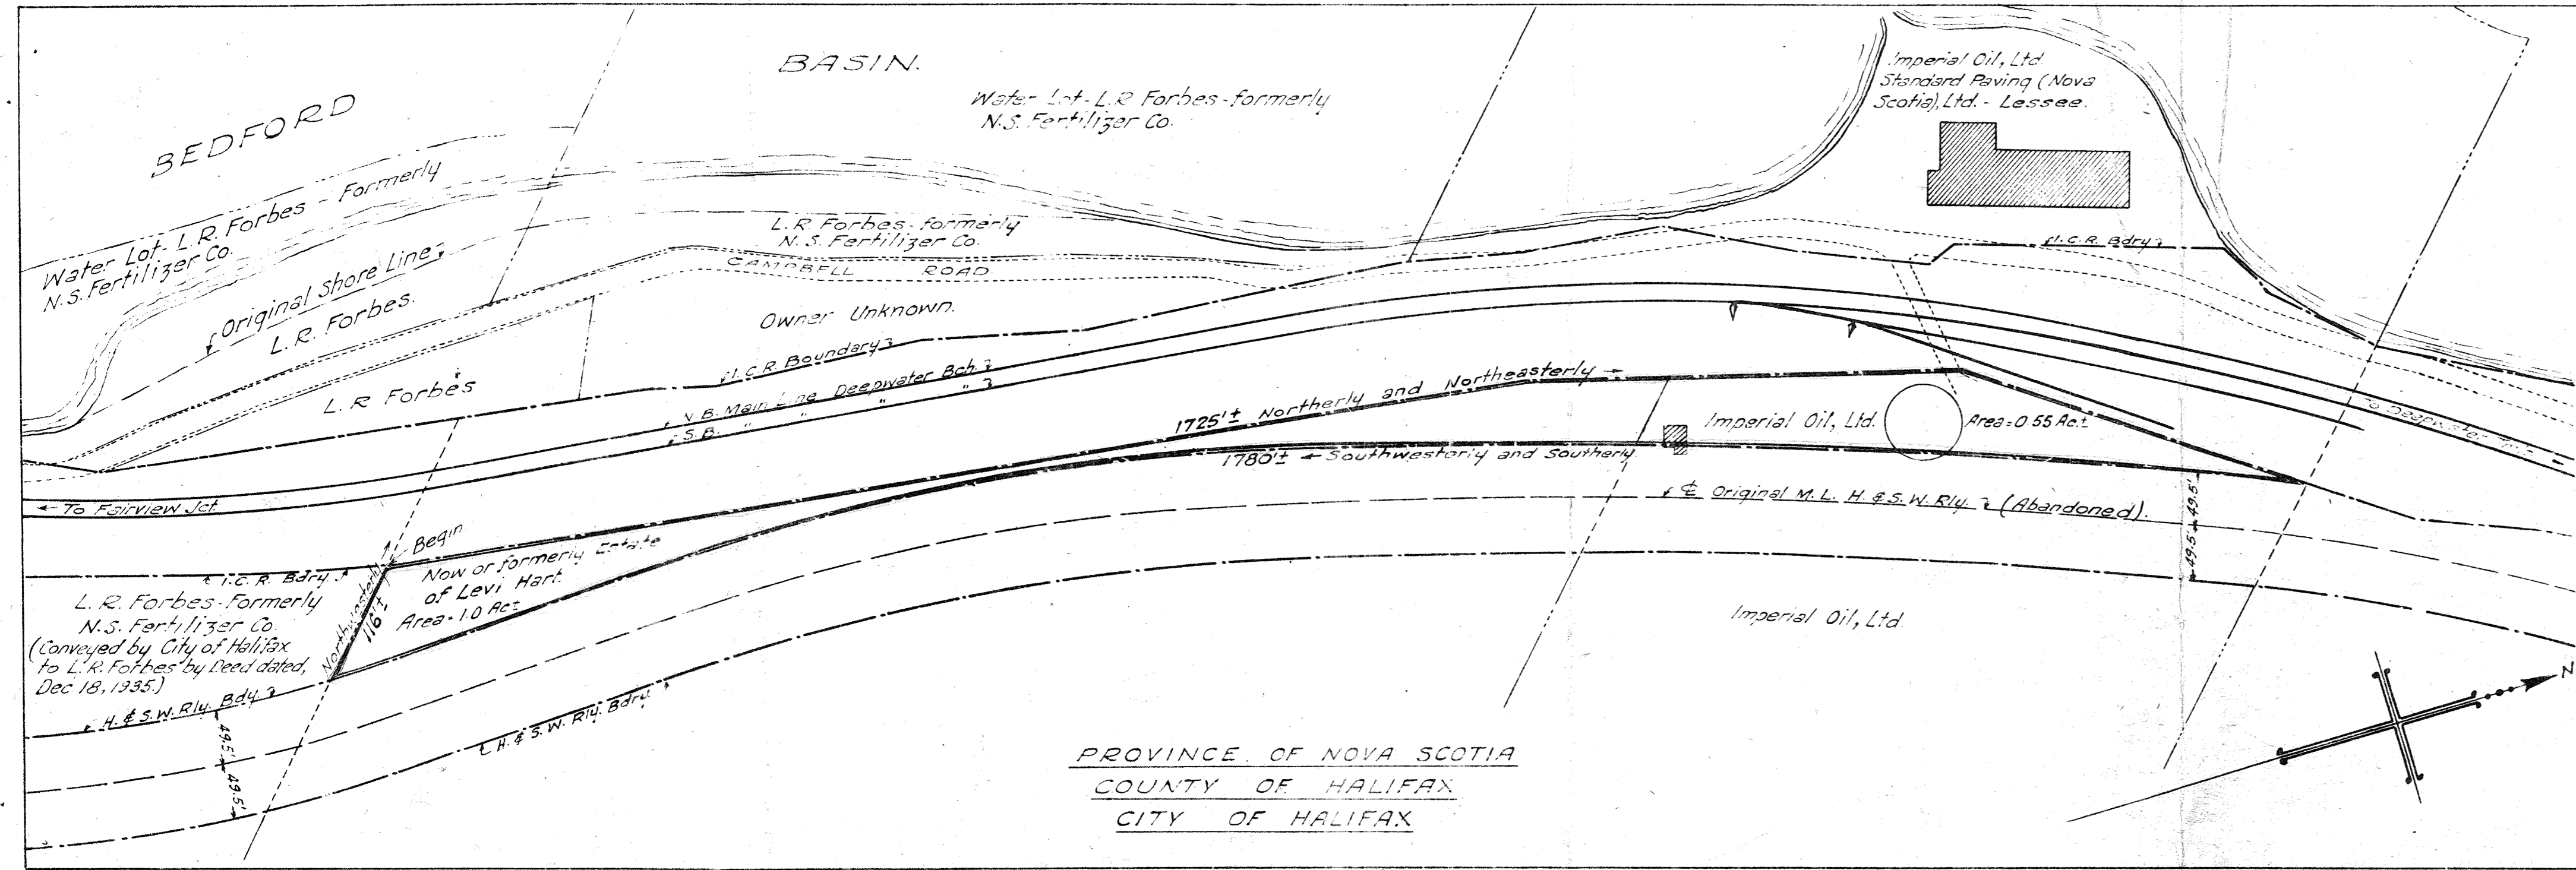 BEDFORD
BASIN.
Water Lot - L.R. Forbes - formerly
N.S. Fertilizer Co.
Imperial Oil, Ltd
Standard Paving (Nova
Scotia), Ltd. - Lessee.
Water Lot - L.R. Forbes - Formerly
N.S. Fertilizer Co.
Original Shore Line
L. R. Forbes.
L. R. Forbes - formerly
N. S. Fertilizer Co.
CAMPBELL ROAD
I.C.R. Bdry
Owner Unknown.
L. R Forbes
I.C.R Boundary
N.B. Main Line Deepwater Bch.
S.B. " " " "
1725'± Northerly and Northeasterly →
Imperial Oil, Ltd.
Area = 0.55 Ac.±
To Deepwater
1780'± ← Southwesterly and Southerly
← To Fairview Jct
₵ Original M.L. H. & S.W. Rly. (Abandoned).
49.5' 49.5'
Begin
I.C.R. Bdry.
Now or formerly Estate
of Levi Hart.
Area = 1.0 Ac±
Northwesterly
116'±
L. R. Forbes - Formerly
N.S. Fertilizer Co.
(Conveyed by City of Halifax
to L.R. Forbes by Deed dated,
Dec 18, 1935.)
H. & S.W. Rly. Bdy.
49.5' 49.5'
H. & S.W. Rly. Bdry.
Imperial Oil, Ltd.
PROVINCE OF NOVA SCOTIA
COUNTY OF HALIFAX
CITY OF HALIFAX
N